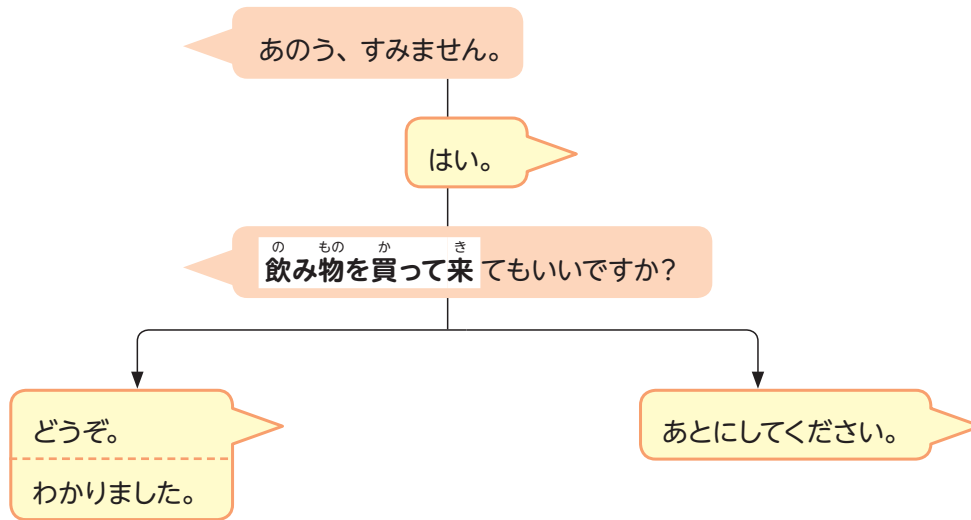 あのう、すみません。
はい。
の もの か き
飲み物を買って来てもいいですか？
どうぞ。
わかりました。
あとにしてください。